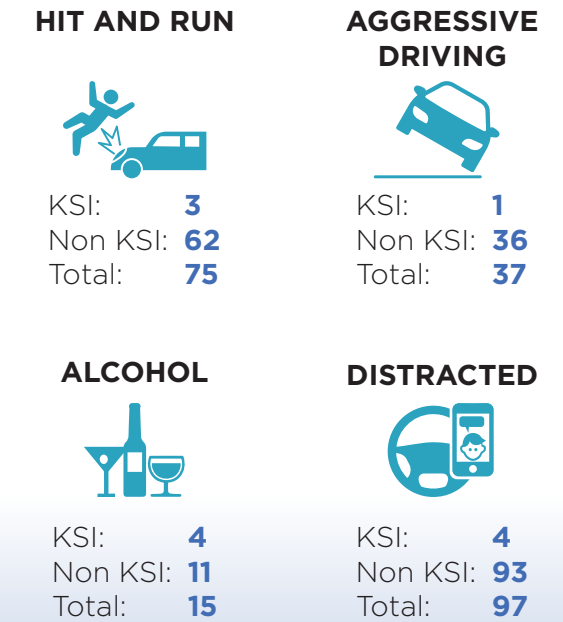 HIT AND RUN
KSI: 3
Non KSI: 62
Total: 75
AGGRESSIVE
DRIVING
KSI: 1
Non KSI: 36
Total: 37
ALCOHOL
KSI: 4
Non KSI: 11
Total: 15
DISTRACTED
KSI: 4
Non KSI: 93
Total: 97